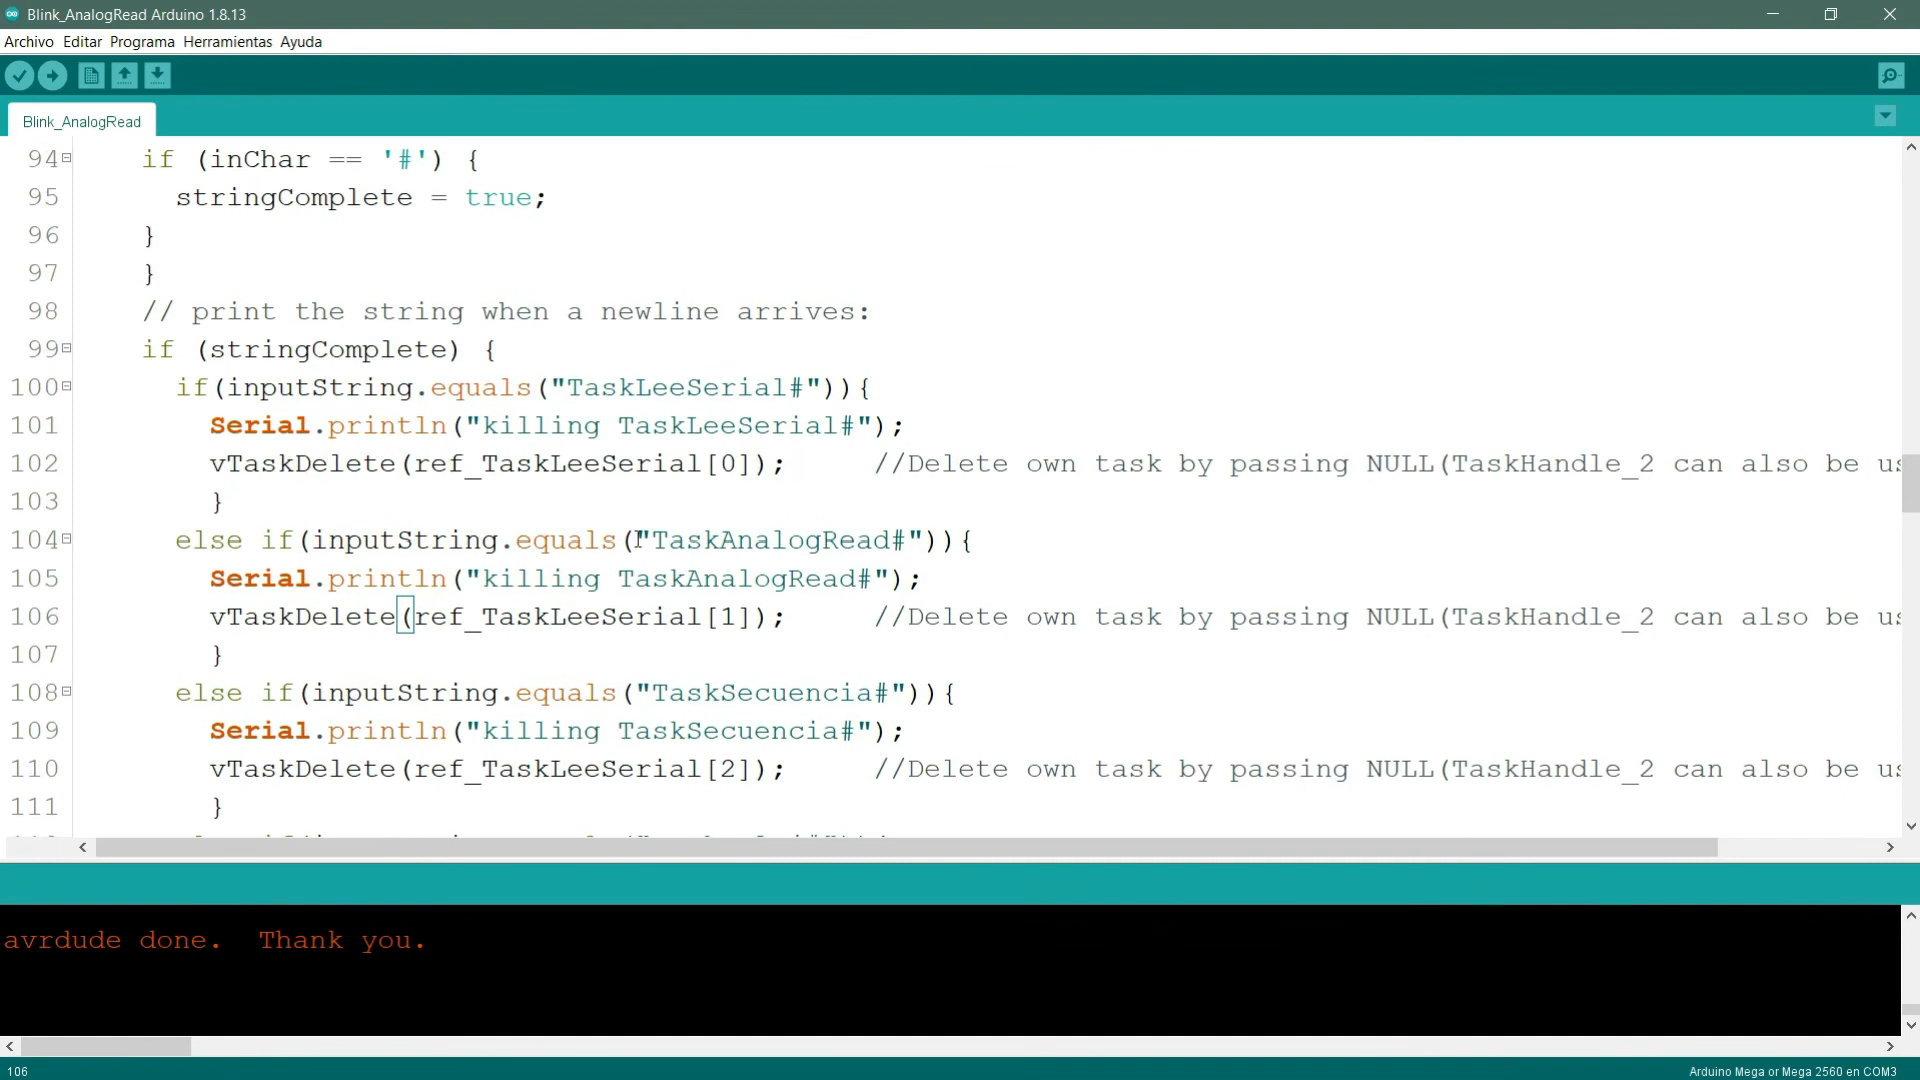 Blink_AnalogRead Arduino 1.8.13
Archivo Editar Programa Herramientas Ayuda
Blink_AnalogRead
94 if (inChar == '#') {
95 stringComplete = true;
96 }
97 }
98 // print the string when a newline arrives:
99 if (stringComplete) {
100 if(inputString.equals("TaskLeeSerial#")){
101 Serial.println("killing TaskLeeSerial#");
102 vTaskDelete(ref_TaskLeeSerial[0]); //Delete own task by passing NULL(TaskHandle_2 can also be us
103 }
104 else if(inputString.equals("TaskAnalogRead#")){
105 Serial.println("killing TaskAnalogRead#");
106 vTaskDelete(ref_TaskLeeSerial[1]); //Delete own task by passing NULL(TaskHandle_2 can also be us
107 }
108 else if(inputString.equals("TaskSecuencia#")){
109 Serial.println("killing TaskSecuencia#");
110 vTaskDelete(ref_TaskLeeSerial[2]); //Delete own task by passing NULL(TaskHandle_2 can also be us
111 }
avrdude done. Thank you.
106
Arduino Mega or Mega 2560 en COM3